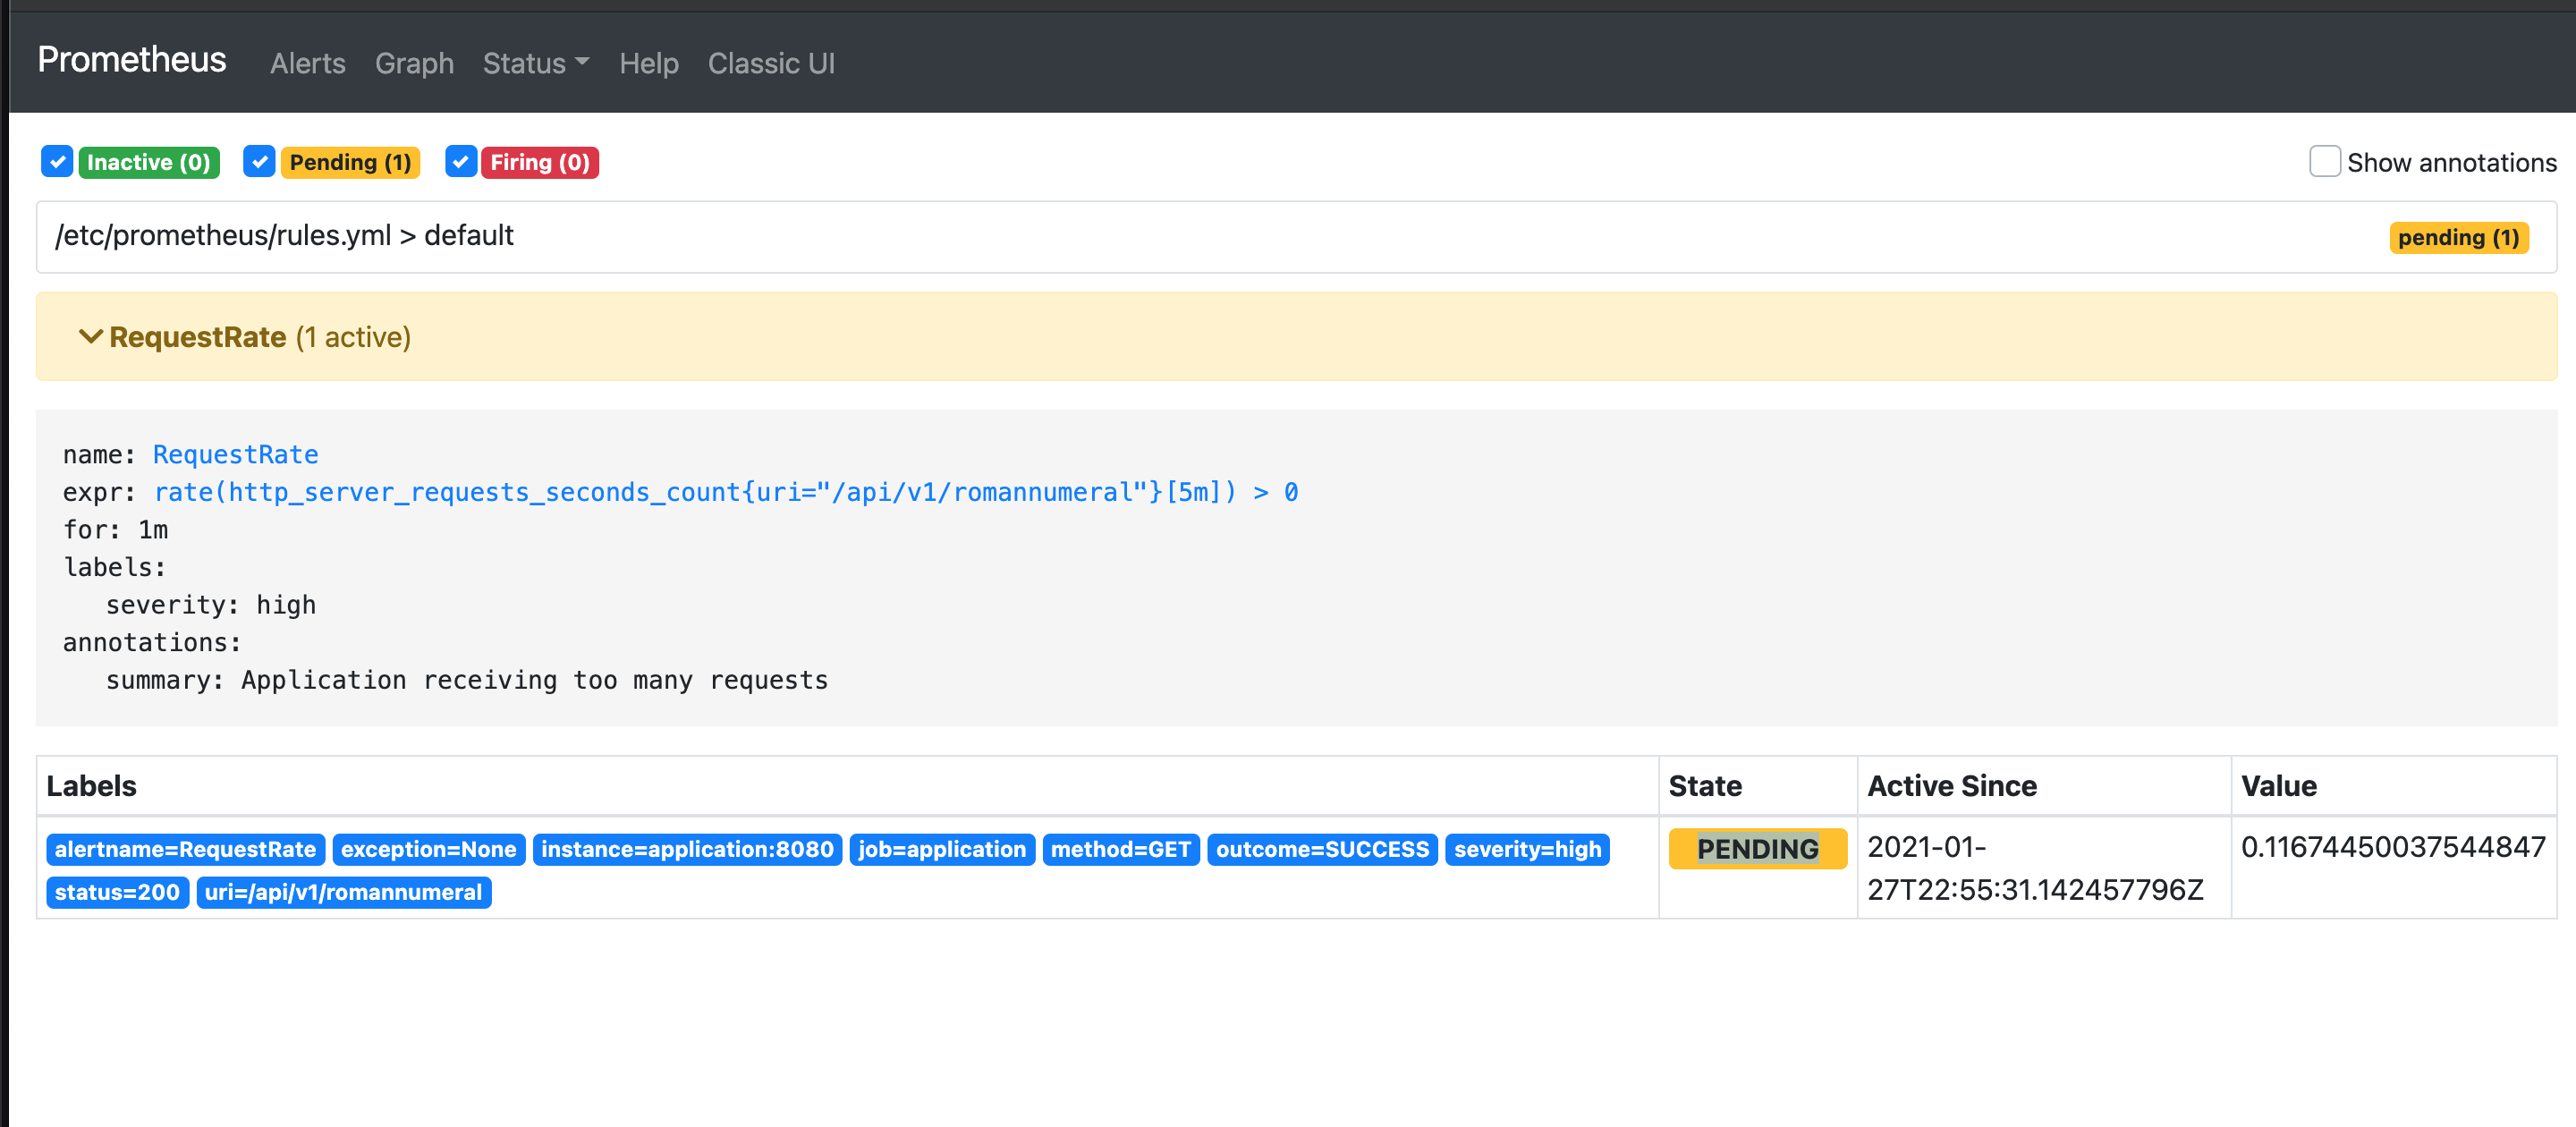 Prometheus Alerts Graph Status Help Classic UI
Inactive (0) Pending (1) Firing (0) Show annotations
/etc/prometheus/rules.yml > default pending (1)
RequestRate (1 active)
name: RequestRate
expr: rate(http_server_requests_seconds_count{uri="/api/v1/romannumeral"}[5m]) > 0
for: 1m
labels:
severity: high
annotations:
summary: Application receiving too many requests
Labels State Active Since Value
alertname=RequestRate exception=None instance=application:8080 job=application method=GET outcome=SUCCESS severity=high PENDING 2021-01- 0.11674450037544847
status=200 uri=/api/v1/romannumeral 27T22:55:31.142457796Z